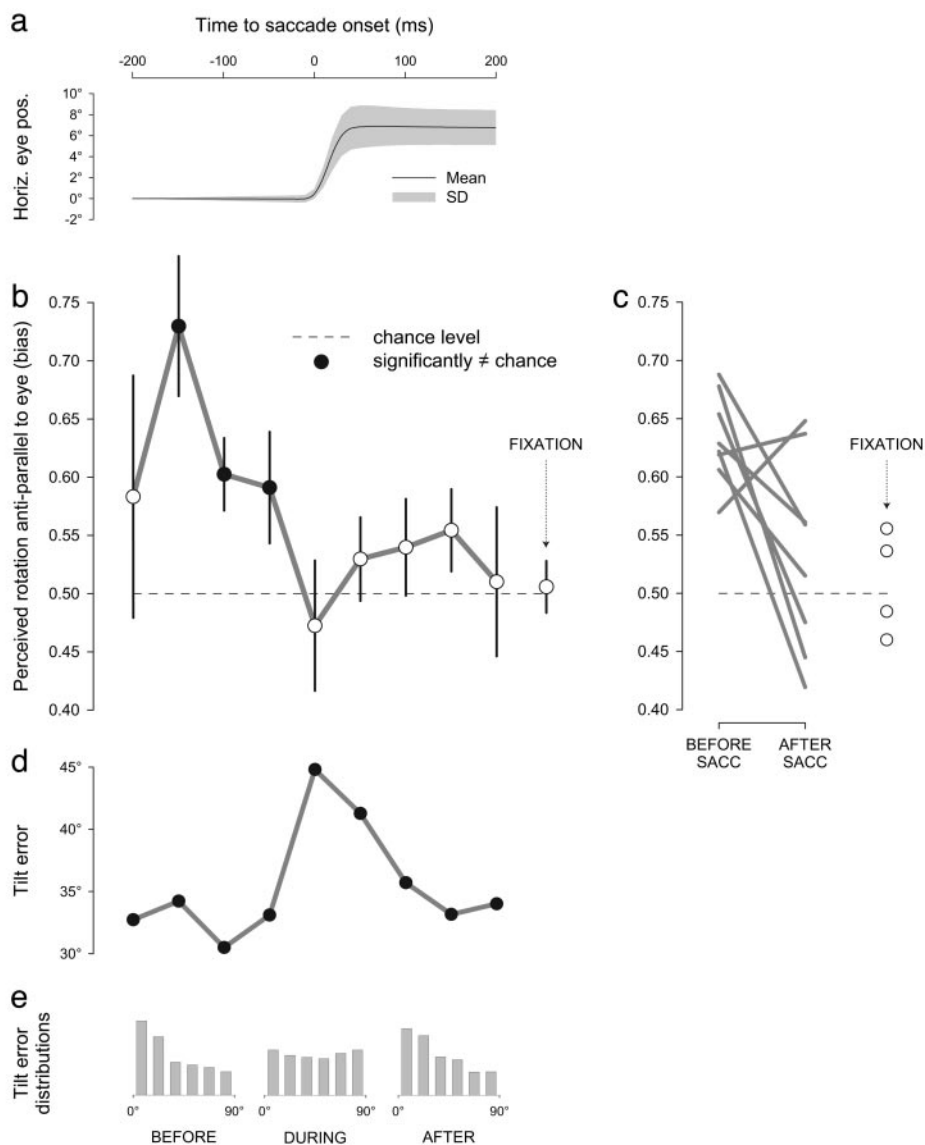 a
Time to saccade onset (ms)
-200 -100 0 100 200
Horiz. eye pos.
10°
8°
6°
4°
2°
0°
-2°
Mean
SD
b
Perceived rotation anti-parallel to eye (bias)
0.75
0.70
0.65
0.60
0.55
0.50
0.45
0.40
chance level
significantly ≠ chance
FIXATION
c
0.75
0.70
0.65
0.60
0.55
0.50
0.45
0.40
FIXATION
BEFORE SACC
AFTER SACC
d
Tilt error
45°
40°
35°
30°
e
Tilt error
distributions
0° 90° 0° 90° 0° 90°
BEFORE DURING AFTER